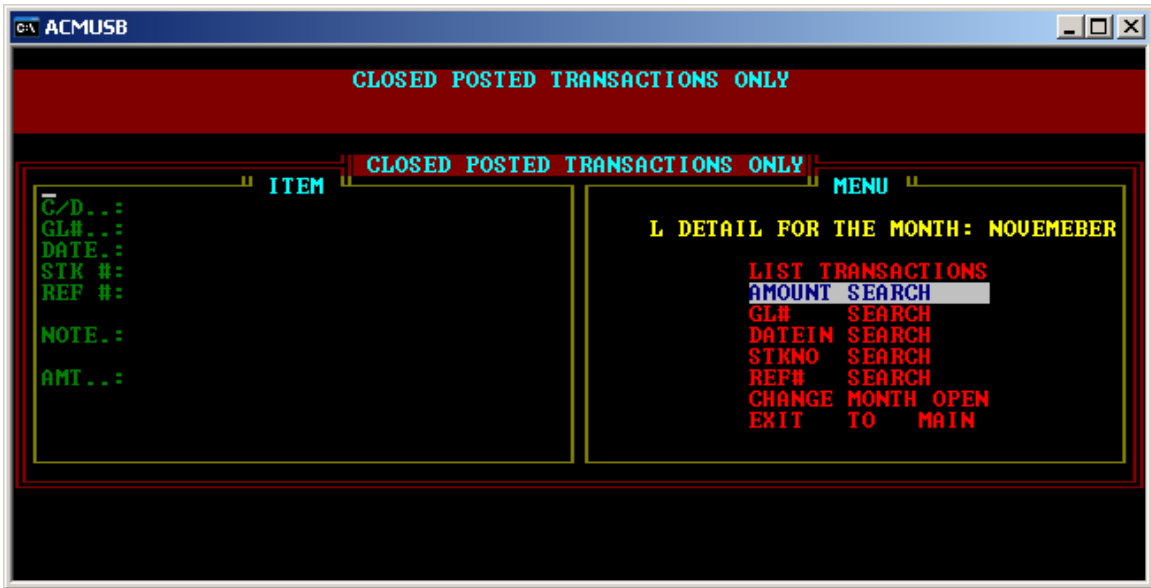 ACMUSB
CLOSED POSTED TRANSACTIONS ONLY
CLOSED POSTED TRANSACTIONS ONLY
ITEM
C/D..:
GL#..:
DATE.:
STK #:
REF #:
NOTE.:
AMT..:
MENU
L DETAIL FOR THE MONTH: NOVEMEBER
LIST TRANSACTIONS
AMOUNT SEARCH
GL# SEARCH
DATEIN SEARCH
STKNO SEARCH
REF# SEARCH
CHANGE MONTH OPEN
EXIT TO MAIN